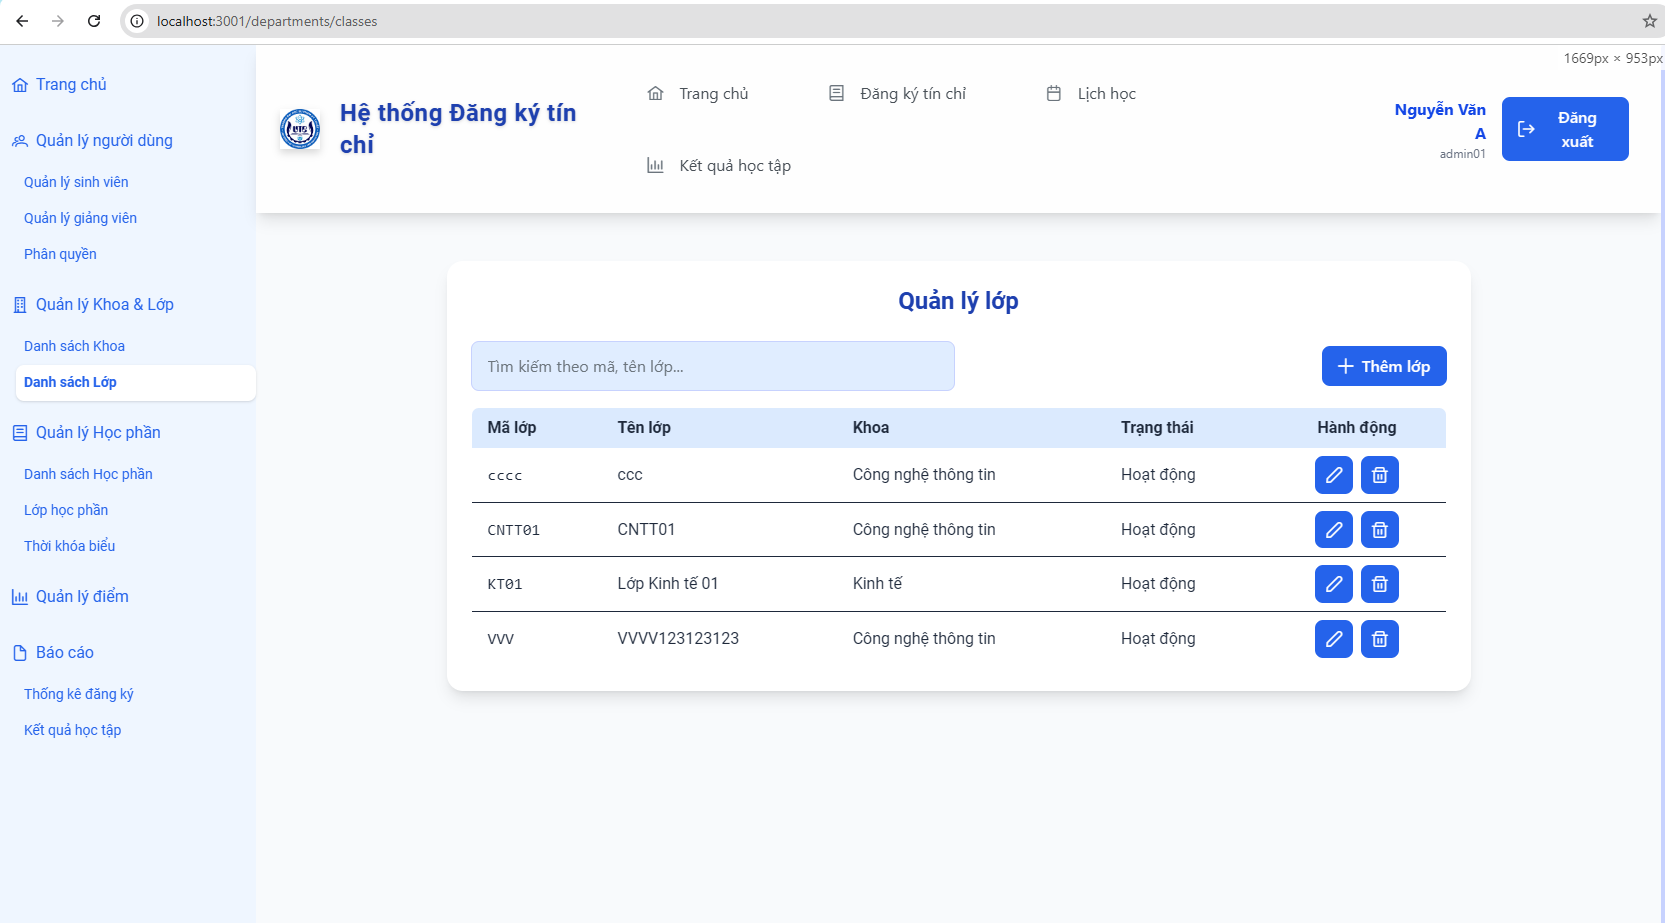 localhost:3001/departments/classes
1669px × 953px
Trang chủ
Quản lý người dùng
Quản lý sinh viên
Quản lý giảng viên
Phân quyền
Quản lý Khoa & Lớp
Danh sách Khoa
Danh sách Lớp
Quản lý Học phần
Danh sách Học phần
Lớp học phần
Thời khóa biểu
Quản lý điểm
Báo cáo
Thống kê đăng ký
Kết quả học tập
Hệ thống Đăng ký tín
chỉ
Trang chủ
Đăng ký tín chỉ
Lịch học
Kết quả học tập
Nguyễn Văn
A
admin01
Đăng
xuất
Quản lý lớp
Tìm kiếm theo mã, tên lớp...
Thêm lớp
Mã lớp Tên lớp Khoa Trạng thái Hành động
cccc ccc Công nghệ thông tin Hoạt động
CNTT01 CNTT01 Công nghệ thông tin Hoạt động
KT01 Lớp Kinh tế 01 Kinh tế Hoạt động
VVV VVVV123123123 Công nghệ thông tin Hoạt động